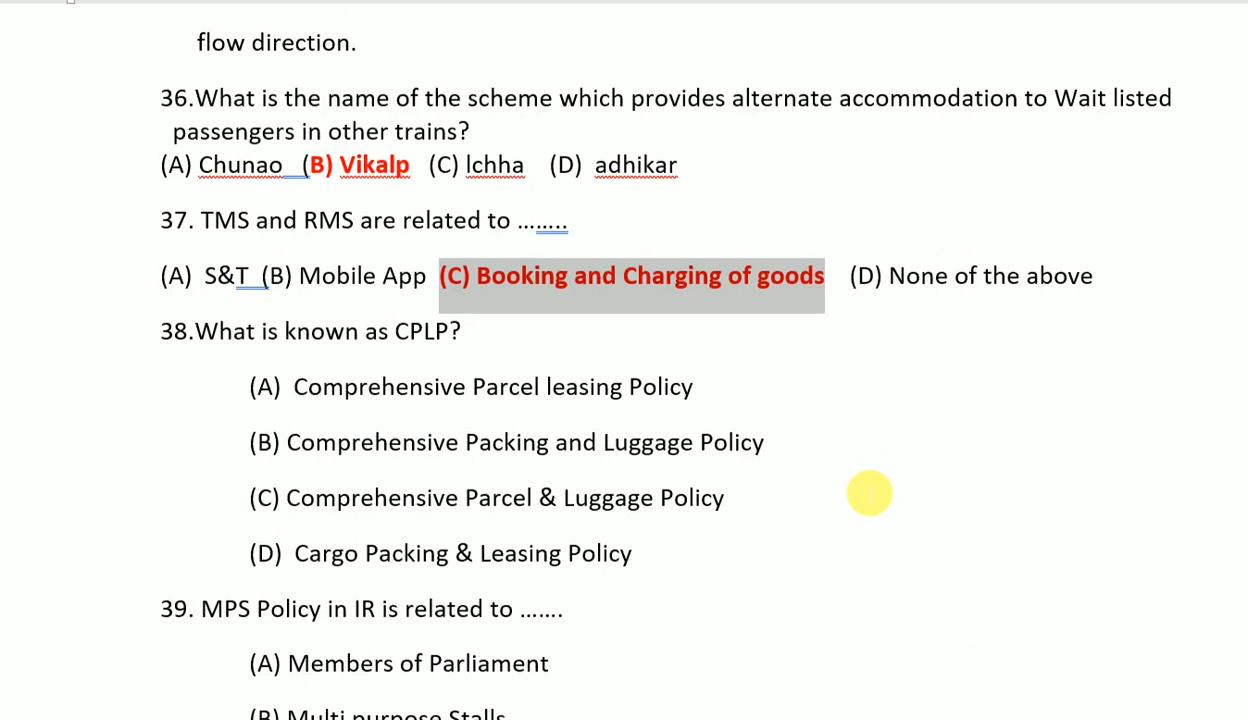 flow direction.
36.What is the name of the scheme which provides alternate accommodation to Wait listed
passengers in other trains?
(A) Chunao (B) Vikalp (C) lchha (D) adhikar
37. TMS and RMS are related to ........
(A) S&T (B) Mobile App (C) Booking and Charging of goods (D) None of the above
38.What is known as CPLP?
(A) Comprehensive Parcel leasing Policy
(B) Comprehensive Packing and Luggage Policy
(C) Comprehensive Parcel & Luggage Policy
(D) Cargo Packing & Leasing Policy
39. MPS Policy in IR is related to .......
(A) Members of Parliament
(B) Multi purpose Stalls